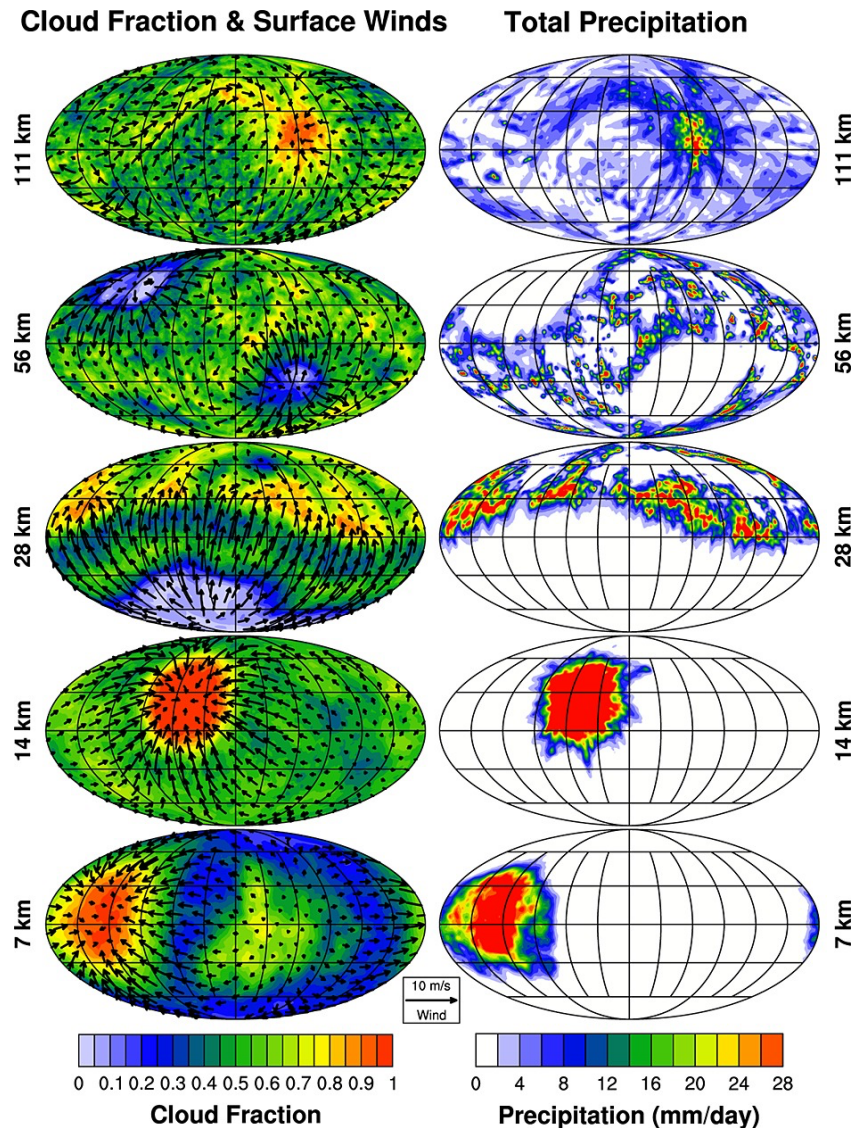 Cloud Fraction & Surface Winds
Total Precipitation
111 km
111 km
56 km
56 km
28 km
28 km
14 km
14 km
7 km
7 km
10 m/s
Wind
0 0.1 0.2 0.3 0.4 0.5 0.6 0.7 0.8 0.9 1
Cloud Fraction
0 4 8 12 16 20 24 28
Precipitation (mm/day)